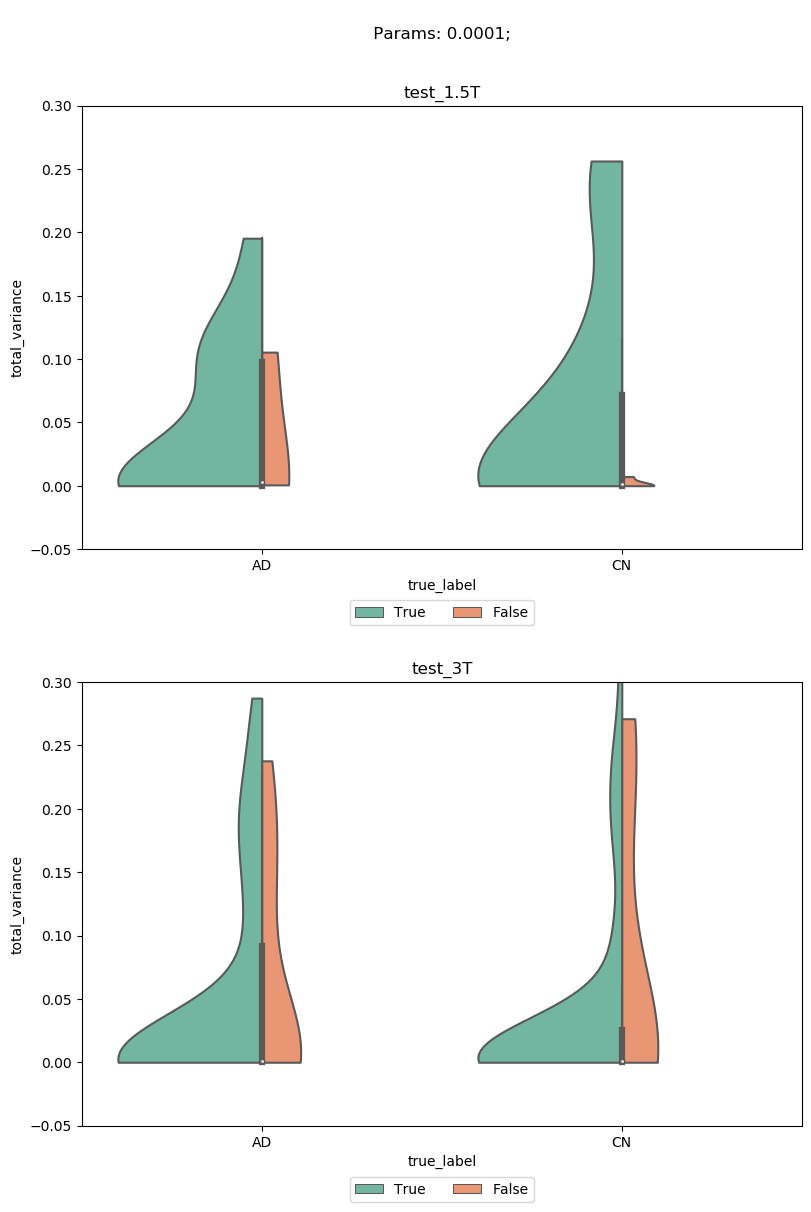 Params: 0.0001;
test_1.5T
0.30
0.25
0.20
0.15
0.10
0.05
0.00
−0.05
total_variance
AD CN
true_label
True False
test_3T
0.30
0.25
0.20
0.15
0.10
0.05
0.00
−0.05
total_variance
AD CN
true_label
True False